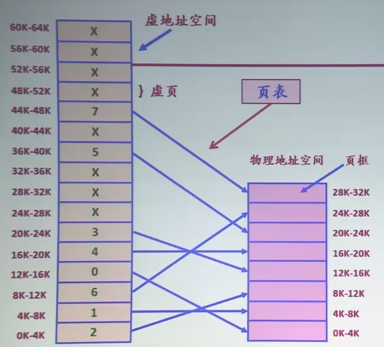 虚地址空间
60K-64K X
56K-60K X
52K-56K X
48K-52K X
} 虚页
44K-48K 7
页表
40K-44K X
36K-40K 5
物理地址空间
页框
32K-36K X
28K-32K X
28K-32K
24K-28K X
24K-28K
20K-24K 3
20K-24K
16K-20K 4
16K-20K
12K-16K 0
12K-16K
8K-12K 6
8K-12K
4K-8K 1
4K-8K
0K-4K 2
0K-4K